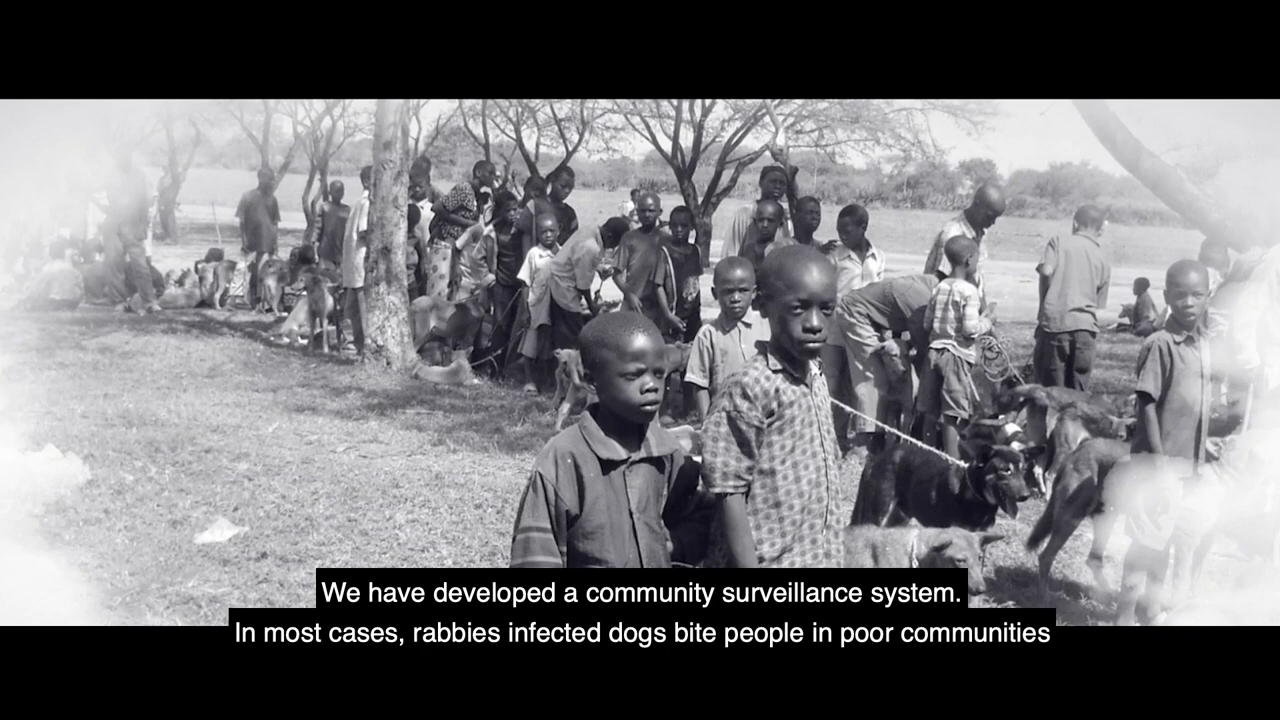 We have developed a community surveillance system.
In most cases, rabbies infected dogs bite people in poor communities